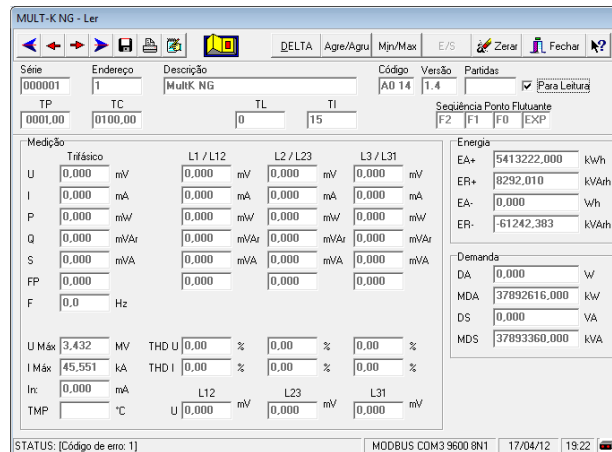 MULT-K NG - Ler
DELTA Agre/Agru Min/Max E/S Zerar Fechar
Série Endereço Descrição Código Versão Partidas
000001 1 MultK NG A0 14 1.4 Para Leitura
TP TC TL TI Seqüência Ponto Flutuante
0001,00 0100,00 0 15 F2 F1 F0 EXP
Medição Energia
Trifásico L1 / L12 L2 / L23 L3 / L31 EA+ 5413222,000 kWh
U 0,000 mV 0,000 mV 0,000 mV 0,000 mV
I 0,000 mA 0,000 mA 0,000 mA 0,000 mA ER+ 8292,010 kVArh
P 0,000 mW 0,000 mW 0,000 mW 0,000 mW EA- 0,000 Wh
Q 0,000 mVAr 0,000 mVAr 0,000 mVAr 0,000 mVAr ER- -61242,383 kVArh
S 0,000 mVA 0,000 mVA 0,000 mVA 0,000 mVA Demanda
FP 0,000 0,000 0,000 0,000 DA 0,000 W
F 0,0 Hz MDA 37892616,000 kW
DS 0,000 VA
U Máx 3,432 MV THD U 0,00 % 0,00 % 0,00 % MDS 37893360,000 kVA
I Máx 45,551 kA THD I 0,00 % 0,00 % 0,00 %
In: 0,000 mA L12 L23 L31
TMP °C U 0,000 mV 0,000 mV 0,000 mV
STATUS: [Código de erro: 1] MODBUS COM3 9600 8N1 17/04/12 19:22